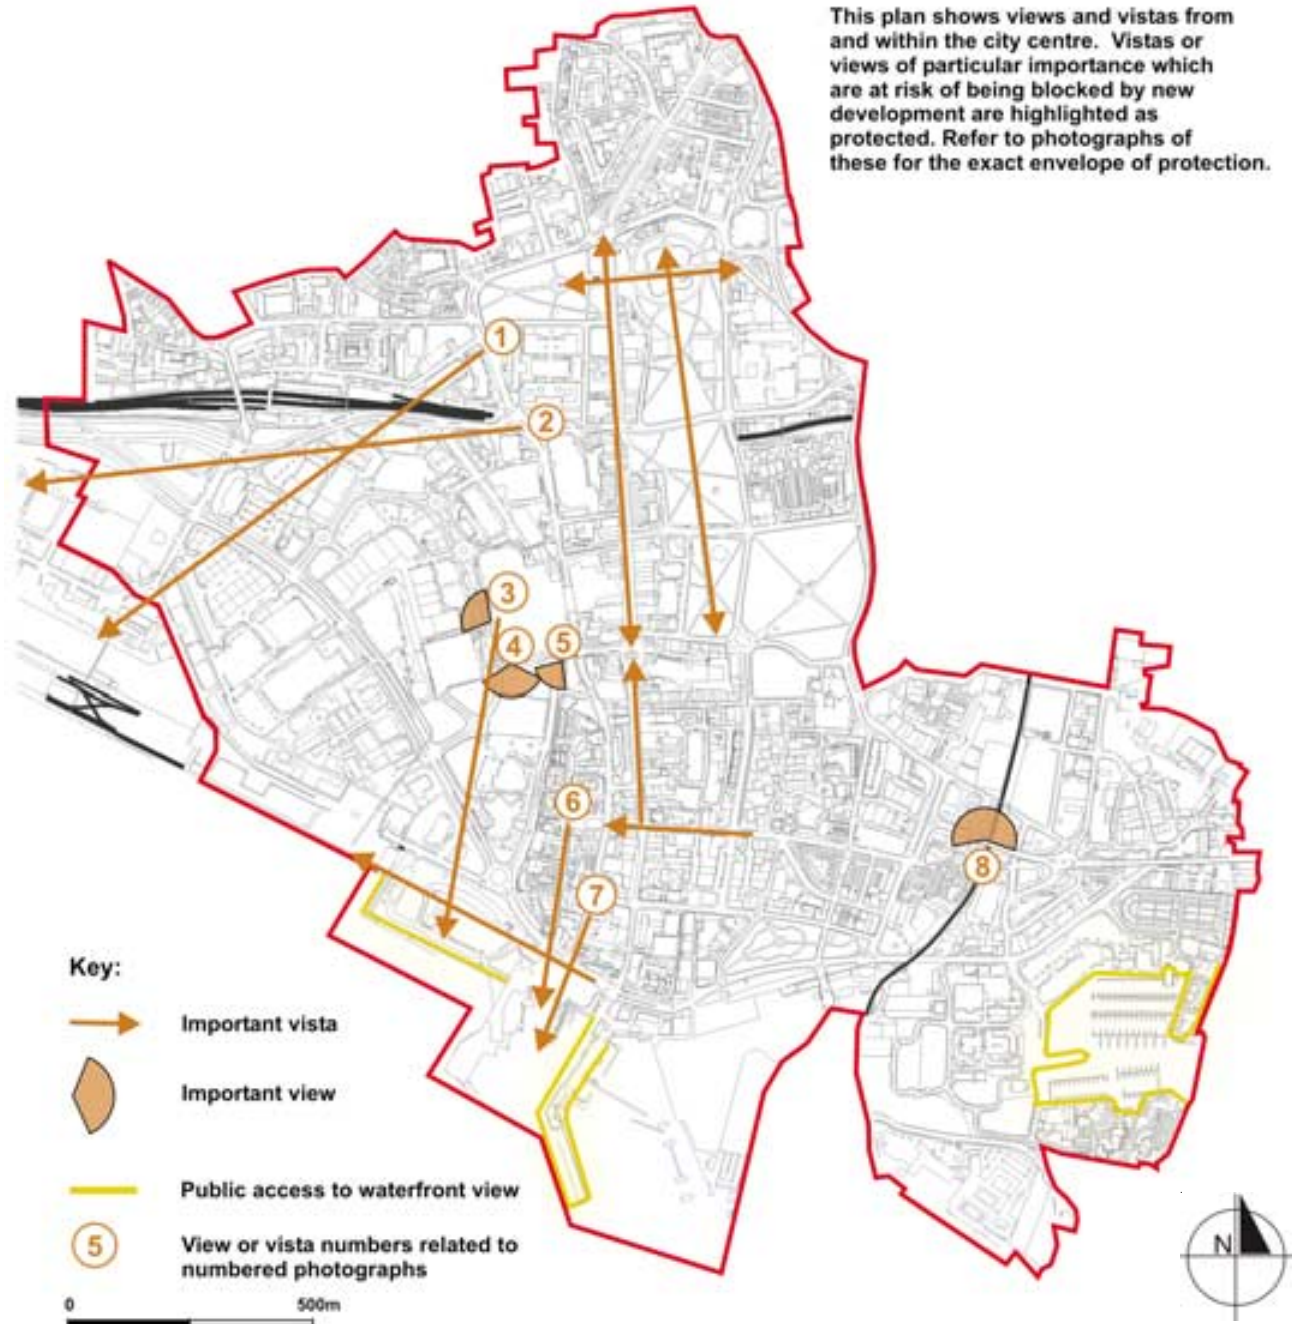 This plan shows views and vistas from
and within the city centre.  Vistas or
views of particular importance which
are at risk of being blocked by new
development are highlighted as
protected. Refer to photographs of
these for the exact envelope of protection.
1
2
3
4
5
6
7
8
Key:
Important vista
Important view
Public access to waterfront view
5
View or vista numbers related to
numbered photographs
0 500m
N